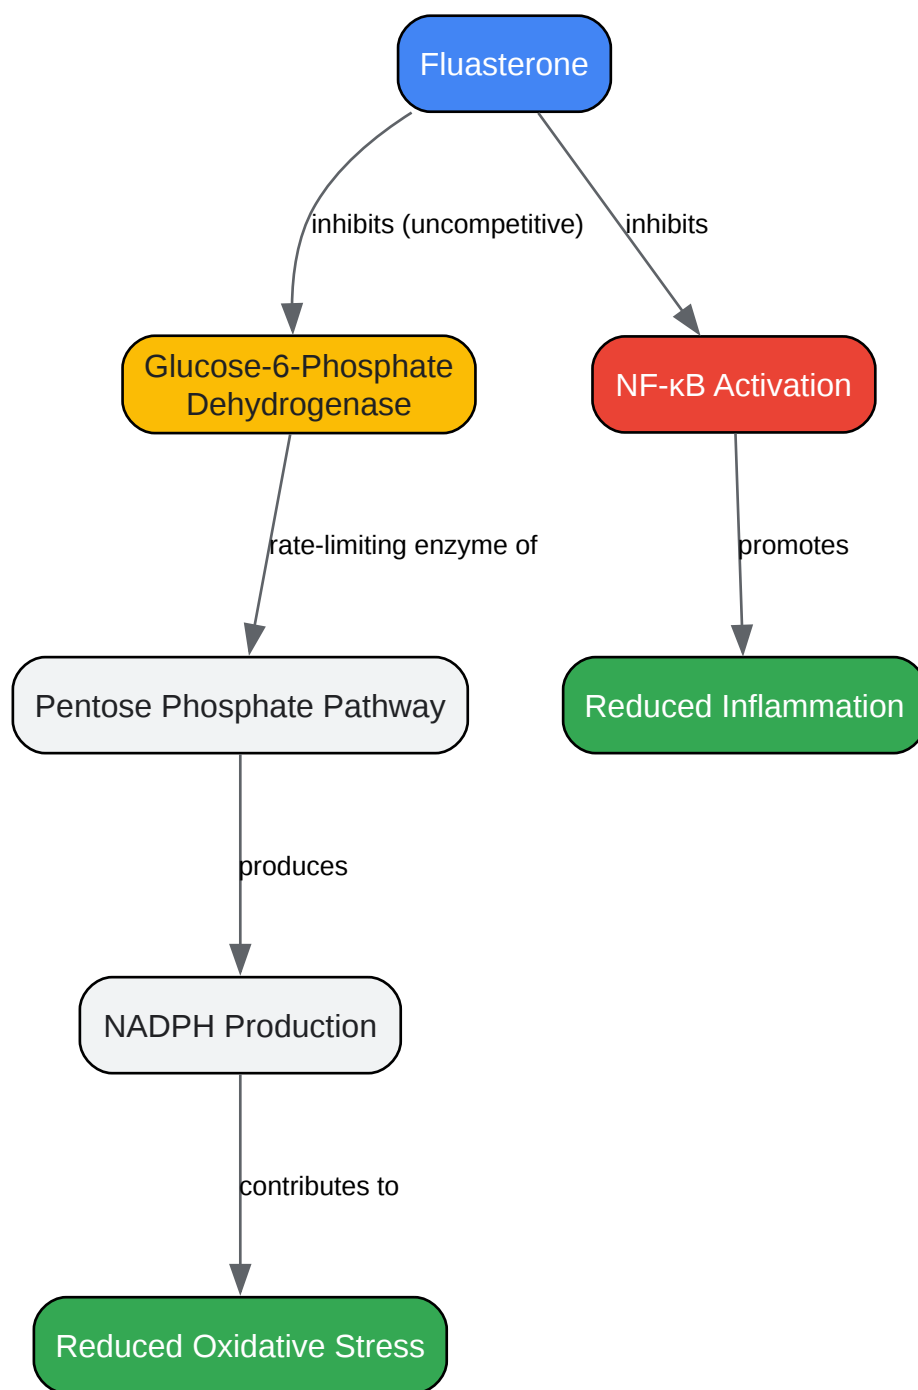 Fluasterone
inhibits (uncompetitive)
inhibits
Glucose-6-Phosphate
Dehydrogenase
NF-κB Activation
rate-limiting enzyme of
promotes
Pentose Phosphate Pathway
Reduced Inflammation
produces
NADPH Production
contributes to
Reduced Oxidative Stress